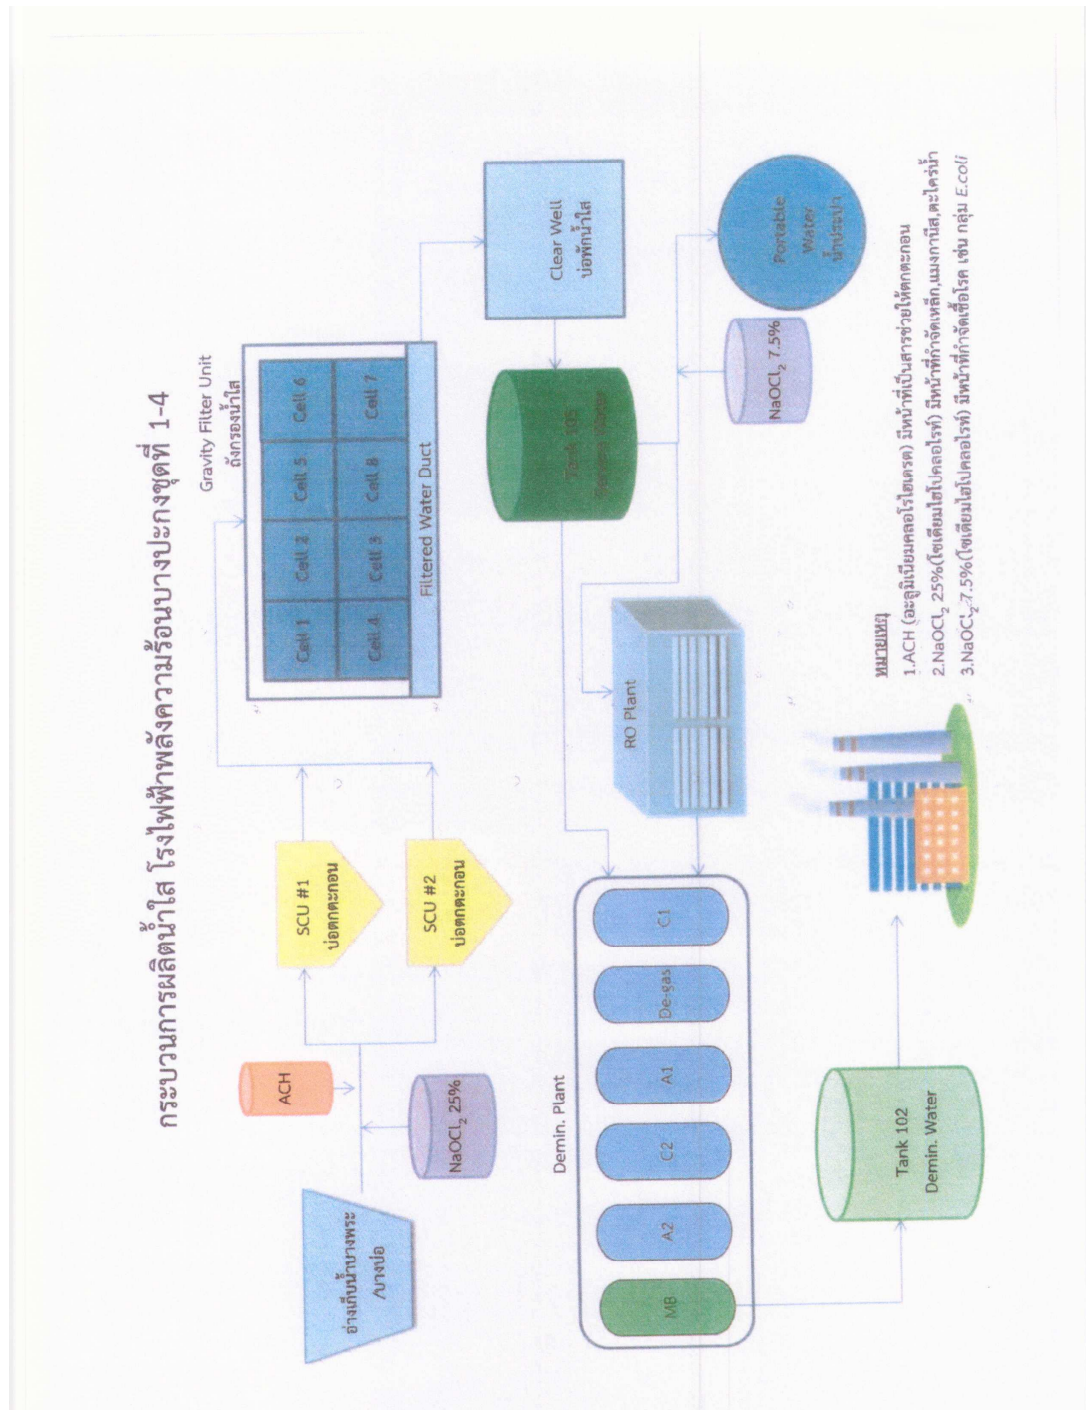 กระบวนการผลิตน้ำใส โรงไฟฟ้าพลังความร้อนบางปะกงชุดที่ 1-4
อ่างเก็บน้ำบางพระ
/บางปอ
ACH
NaOCl₂ 25%
SCU #1
บ่อตกตะกอน
SCU #2
บ่อตกตะกอน
Gravity Filter Unit
ถังกรองน้ำใส
Cell 1
Cell 2
Cell 5
Cell 6
Cell 4
Cell 3
Cell 8
Cell 7
Filtered Water Duct
Clear Well
บ่อพักน้ำใส
Tank 105
Demin. Plant
MB
A2
C2
A1
De-gas
C1
RO Plant
NaOCl₂ 7.5%
Portable
Water
น้ำประปา
Tank 102
Demin. Water
หมายเหตุ
1.ACH (อะลูมิเนียมคลอโรไฮเดรต) มีหน้าที่เป็นสารช่วยให้ตกตะกอน
2.NaOCl₂ 25%(โซเดียมไฮโปคลอไรท์) มีหน้าที่กำจัดเหล็ก,แมงกานีส,ตะไคร่น้ำ
3.NaOCl₂ 7.5%(โซเดียมไฮโปคลอไรท์) มีหน้าที่กำจัดเชื้อโรค เช่น กลุ่ม E.coli